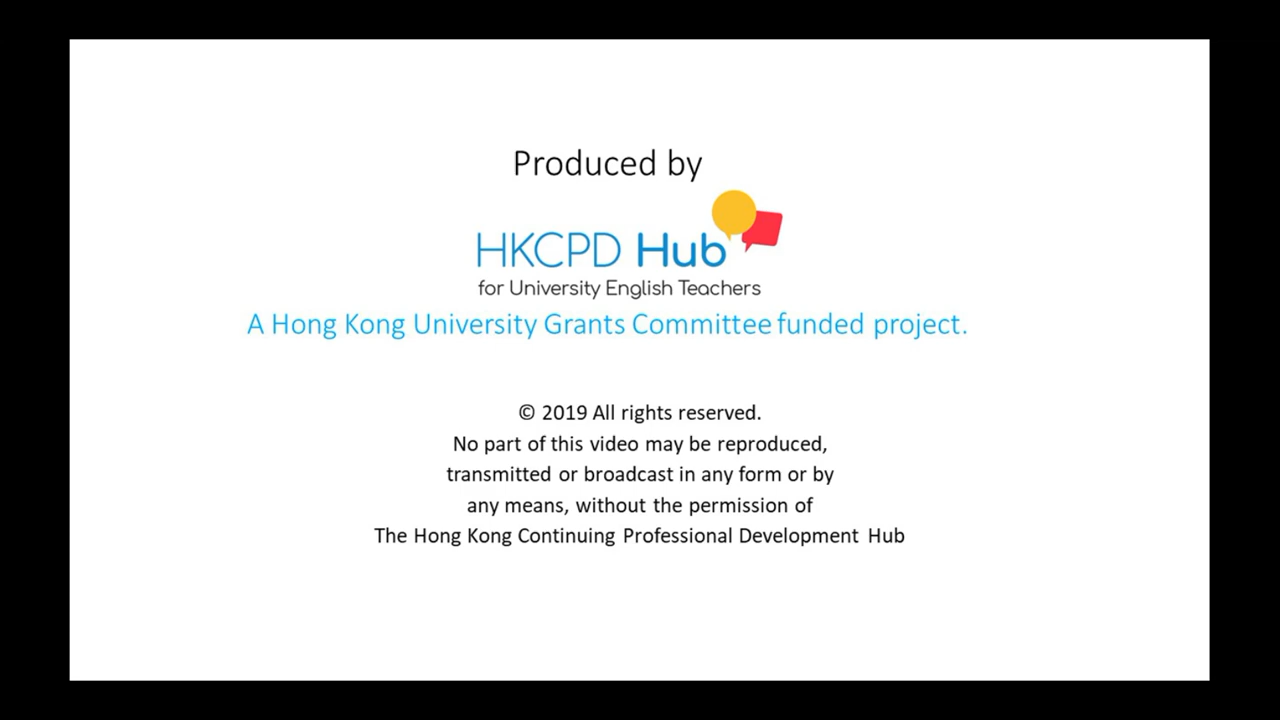 Produced by
HKCPD Hub
for University English Teachers
A Hong Kong University Grants Committee funded project.
© 2019 All rights reserved.
No part of this video may be reproduced,
transmitted or broadcast in any form or by
any means, without the permission of
The Hong Kong Continuing Professional Development Hub